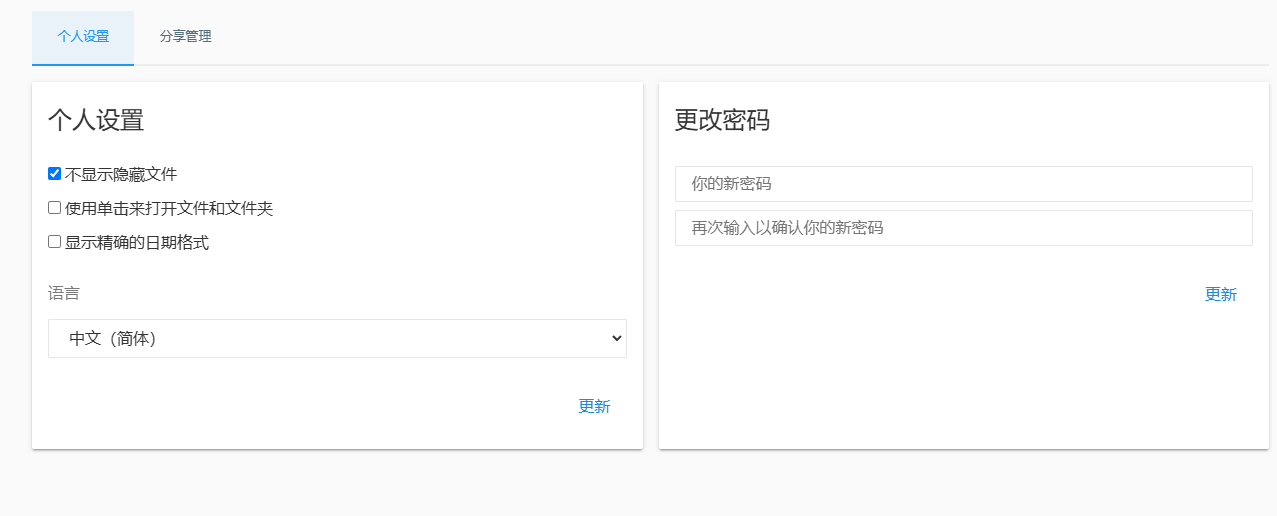 个人设置
分享管理
个人设置
不显示隐藏文件
使用单击来打开文件和文件夹
显示精确的日期格式
语言
中文（简体）
更新
更改密码
你的新密码
再次输入以确认你的新密码
更新